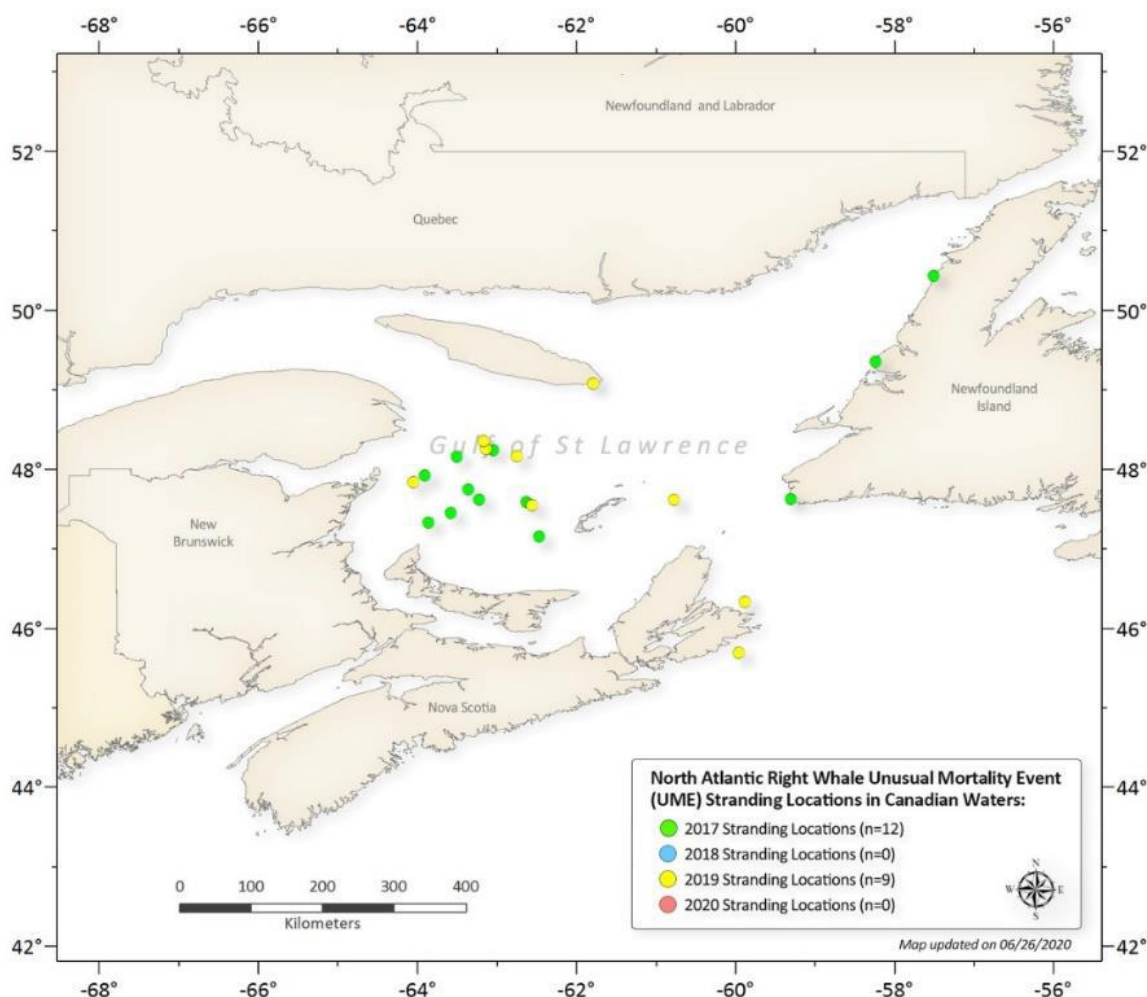 -68° -66° -64° -62° -60° -58° -56°
Newfoundland and Labrador
52° 52°
Quebec
50° 50°
Newfoundland
Island
Gulf of St Lawrence
48° 48°
New
Brunswick
46° 46°
Nova Scotia
44° 44°
North Atlantic Right Whale Unusual Mortality Event
(UME) Stranding Locations in Canadian Waters:
2017 Stranding Locations (n=12)
2018 Stranding Locations (n=0)
2019 Stranding Locations (n=9)
2020 Stranding Locations (n=0)
N
W E
S
Map updated on 06/26/2020
0 100 200 300 400
Kilometers
42° 42°
-68° -66° -64° -62° -60° -58° -56°